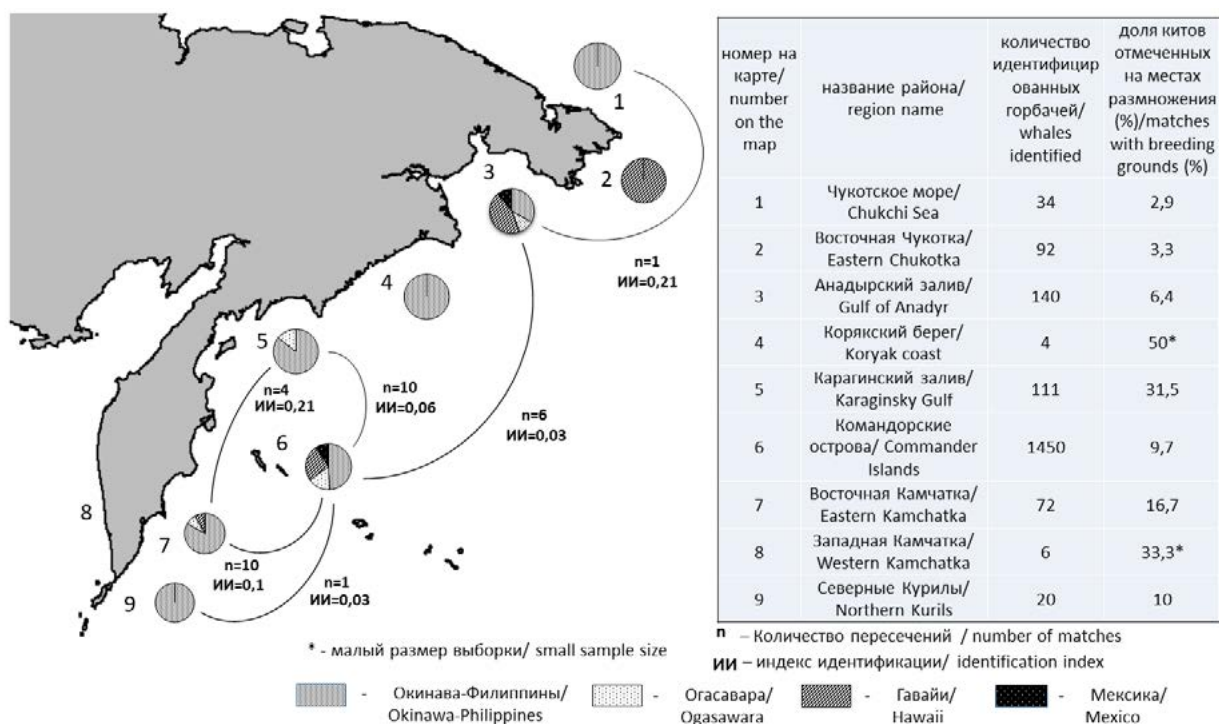 1
2
3
n=1
ИИ=0,21
4
5
n=4
ИИ=0,21
n=10
ИИ=0,06
n=6
ИИ=0,03
6
8
7
n=10
ИИ=0,1
n=1
ИИ=0,03
9
номер на
карте/
number
on the
map
название района/
region name
количество
идентифицир
ованных
горбачей/
whales
identified
доля китов
отмеченных
на местах
размножения
(%)/matches
with breeding
grounds (%)
1
Чукотское море/
Chukchi Sea
34
2,9
2
Восточная Чукотка/
Eastern Chukotka
92
3,3
3
Анадырский залив/
Gulf of Anadyr
140
6,4
4
Корякский берег/
Koryak coast
4
50*
5
Карагинский залив/
Karaginsky Gulf
111
31,5
6
Командорские
острова/ Commander
Islands
1450
9,7
7
Восточная Камчатка/
Eastern Kamchatka
72
16,7
8
Западная Камчатка/
Western Kamchatka
6
33,3*
9
Северные Курилы/
Northern Kurils
20
10
* - малый размер выборки/ small sample size
n – Количество пересечений / number of matches
ИИ – индекс идентификации/ identification index
- Окинава-Филиппины/
Okinawa-Philippines
- Огасавара/
Ogasawara
- Гавайи/
Hawaii
- Мексика/
Mexico